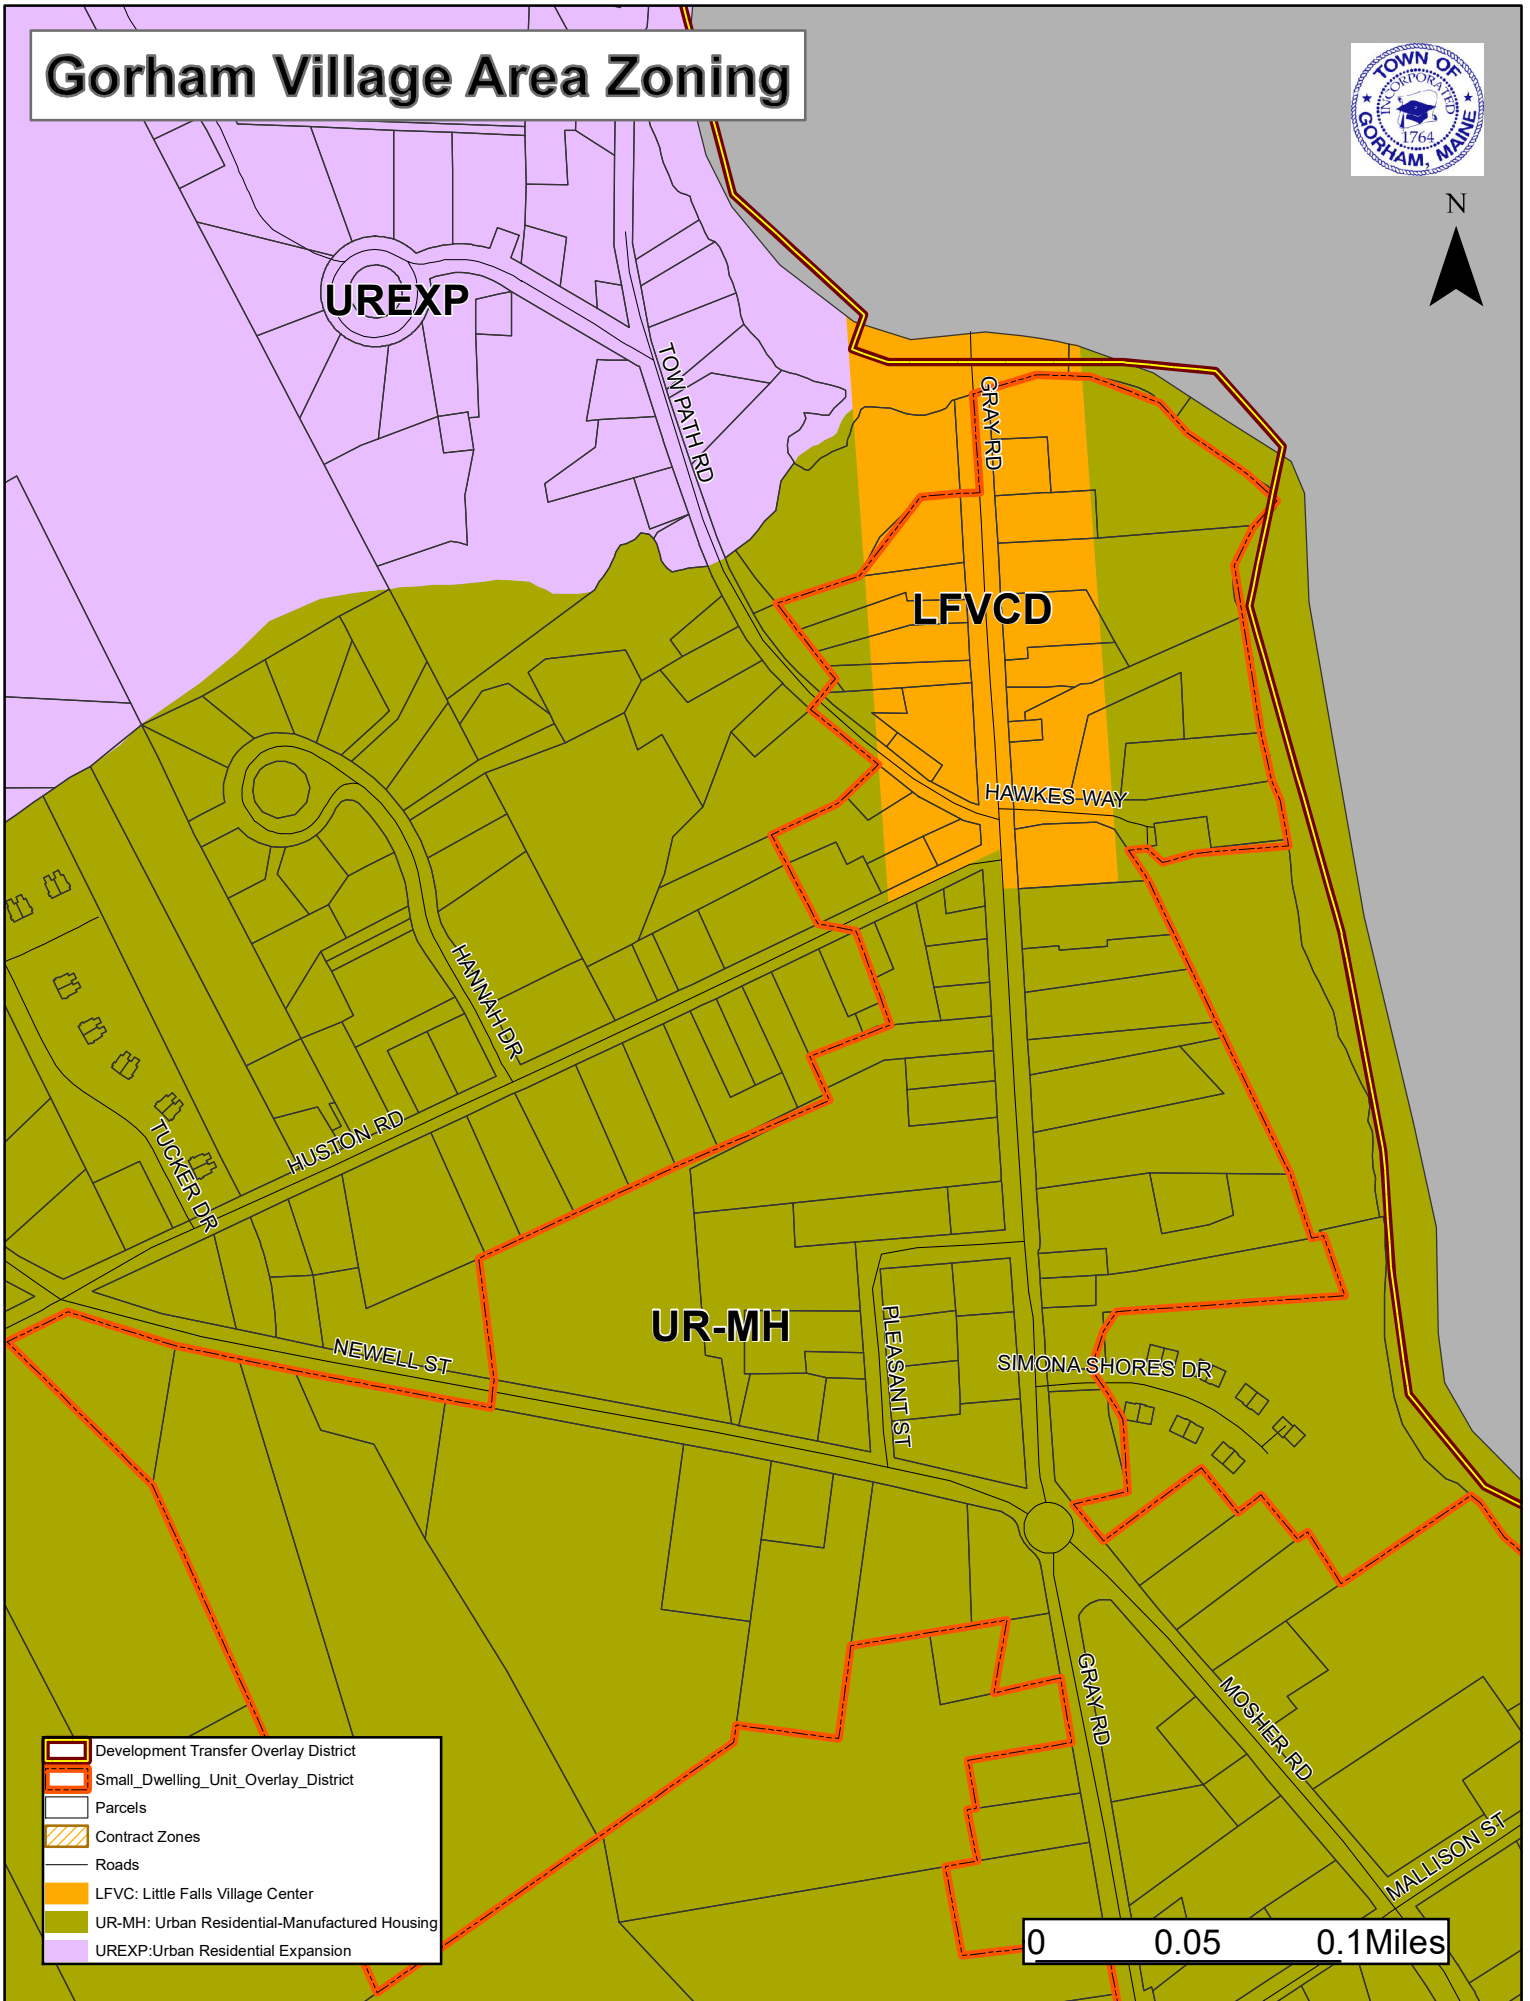 Gorham Village Area Zoning
TOWN OF
GORHAM, MAINE
INCORPORATED
1764
N
UREXP
TOW PATH RD
GRAY RD
LFVCD
HAWKES WAY
HANNAH DR
HUSTON RD
TUCKER DR
UR-MH
NEWELL ST
PLEASANT ST
SIMONA SHORES DR
GRAY RD
MOSHER RD
MALLISON ST
Development Transfer Overlay District
Small_Dwelling_Unit_Overlay_District
Parcels
Contract Zones
Roads
LFVC: Little Falls Village Center
UR-MH: Urban Residential-Manufactured Housing
UREXP:Urban Residential Expansion
0 0.05 0.1Miles